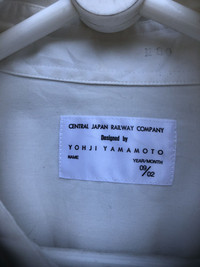 CENTRAL JAPAN RAILWAY COMPANY
Designed by
YOHJI YAMAMOTO
NAME YEAR/MONTH
09/02